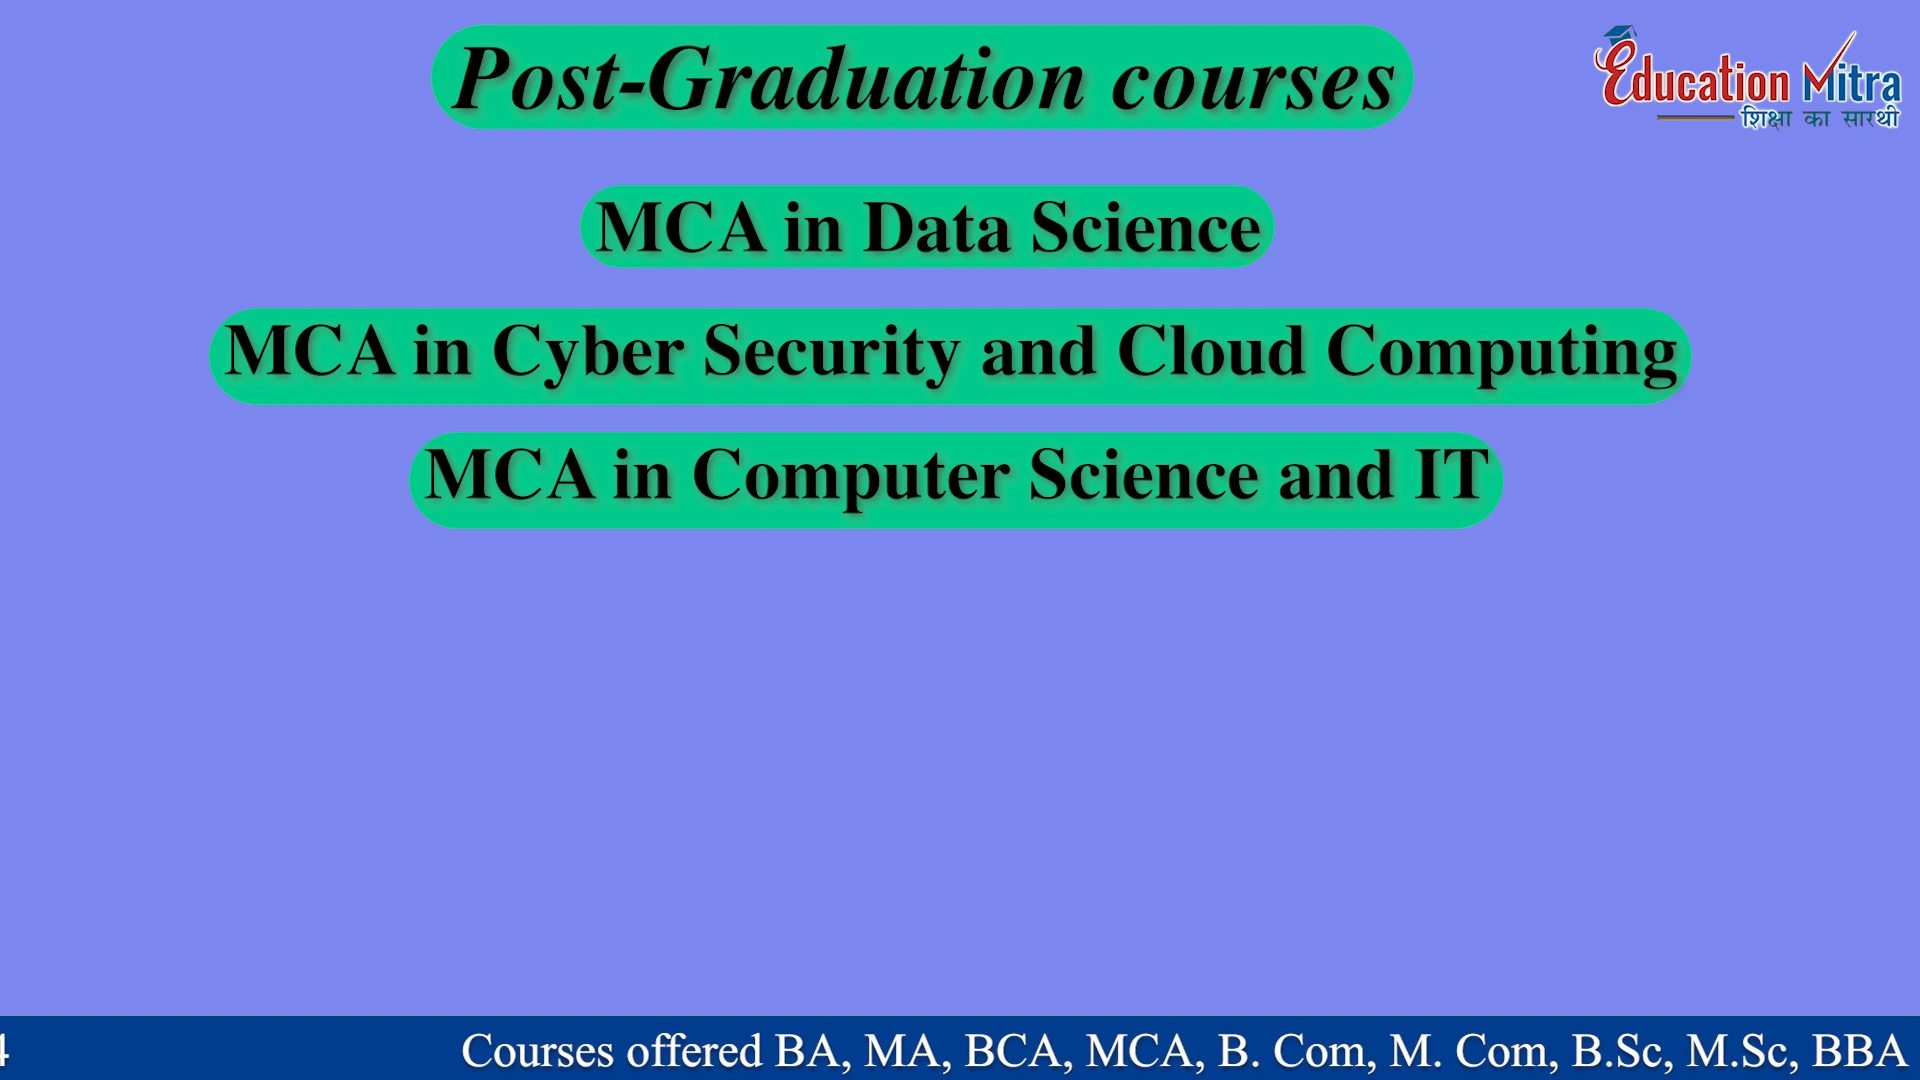 Post-Graduation courses
Education Mitra
शिक्षा का सारथी
MCA in Data Science
MCA in Cyber Security and Cloud Computing
MCA in Computer Science and IT
4 Courses offered BA, MA, BCA, MCA, B. Com, M. Com, B.Sc, M.Sc, BBA